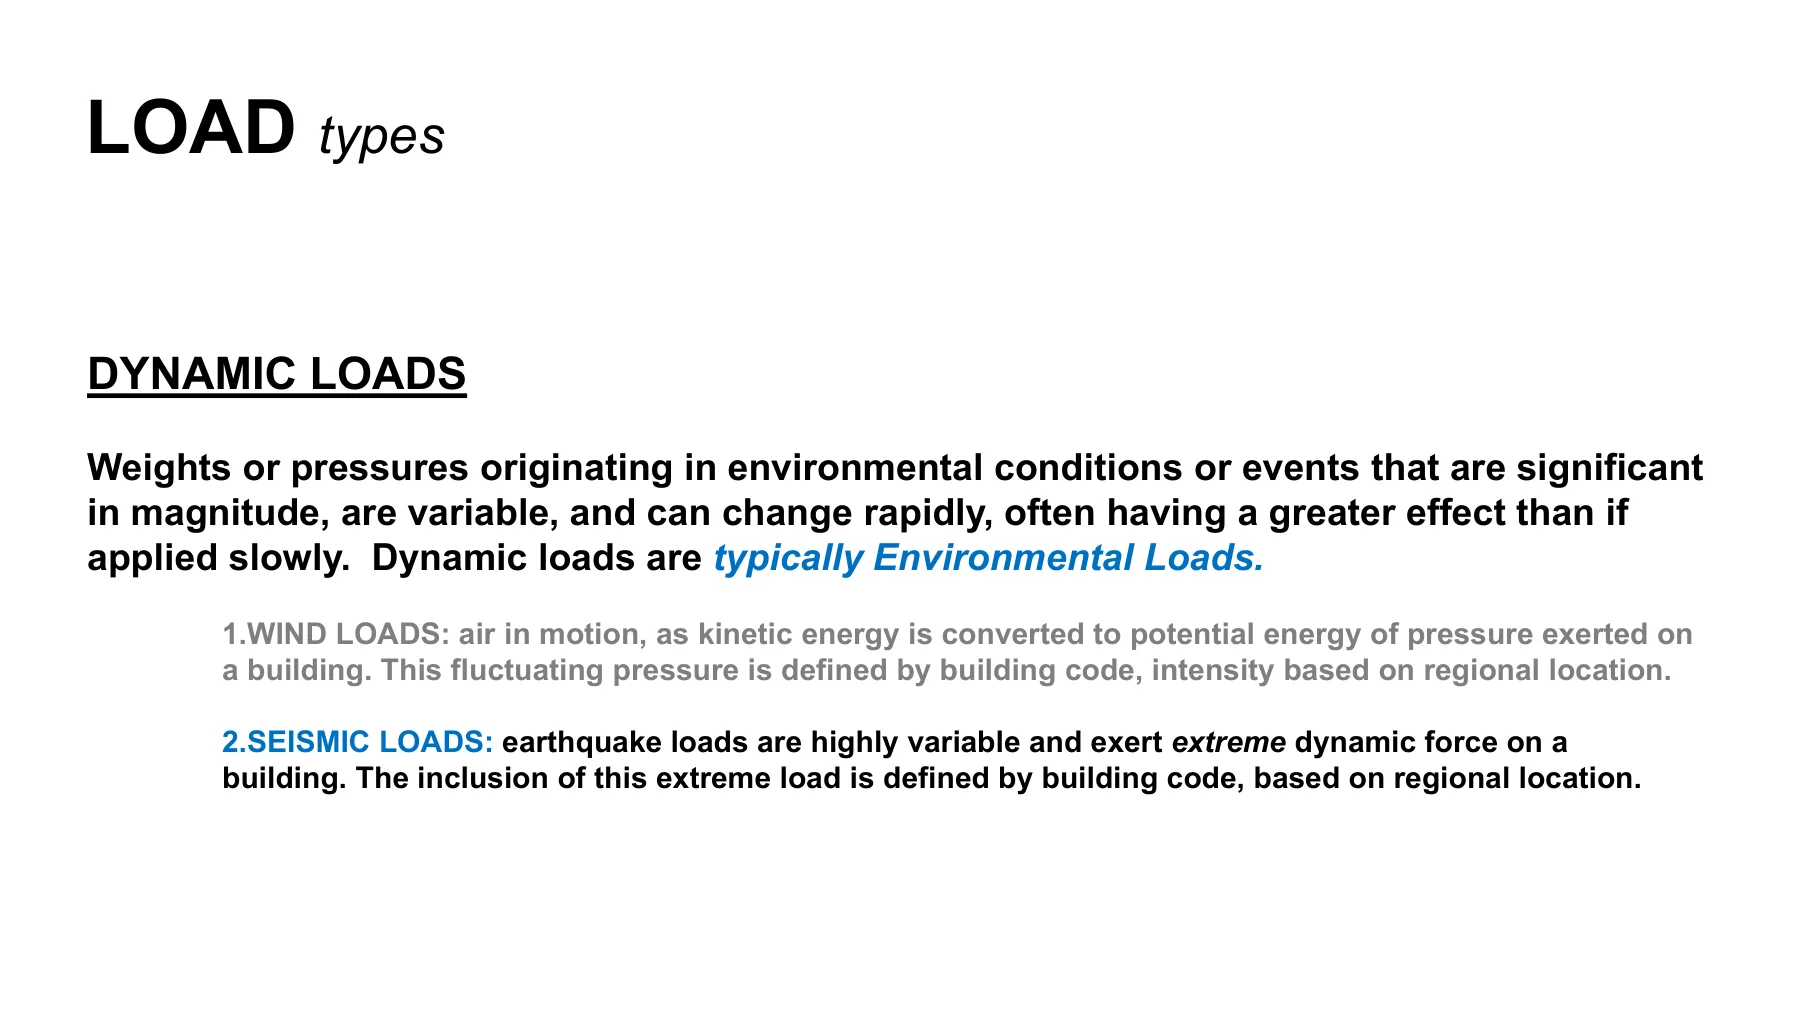 LOAD types
DYNAMIC LOADS
Weights or pressures originating in environmental conditions or events that are significant
in magnitude, are variable, and can change rapidly, often having a greater effect than if
applied slowly.  Dynamic loads are typically Environmental Loads.
1.WIND LOADS: air in motion, as kinetic energy is converted to potential energy of pressure exerted on
a building. This fluctuating pressure is defined by building code, intensity based on regional location.
2.SEISMIC LOADS: earthquake loads are highly variable and exert extreme dynamic force on a
building. The inclusion of this extreme load is defined by building code, based on regional location.